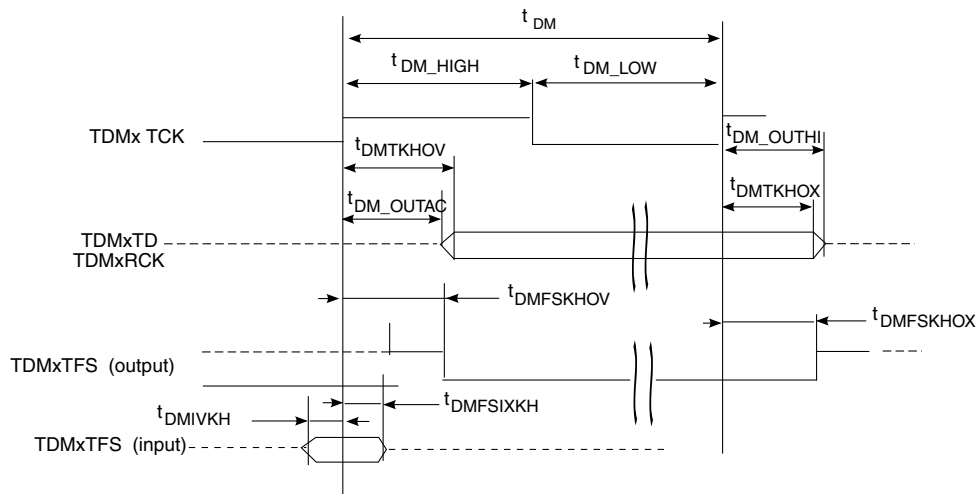 t DM
t DM_HIGH
t DM_LOW
TDMx TCK
t DMTKHOV
t DM_OUTHI
t DM_OUTAC
t DMTKHOX
TDMxTD
TDMxRCK
t DMFSKHOV
t DMFSKHOX
TDMxTFS (output)
t DMIVKH
t DMFSIXKH
TDMxTFS (input)